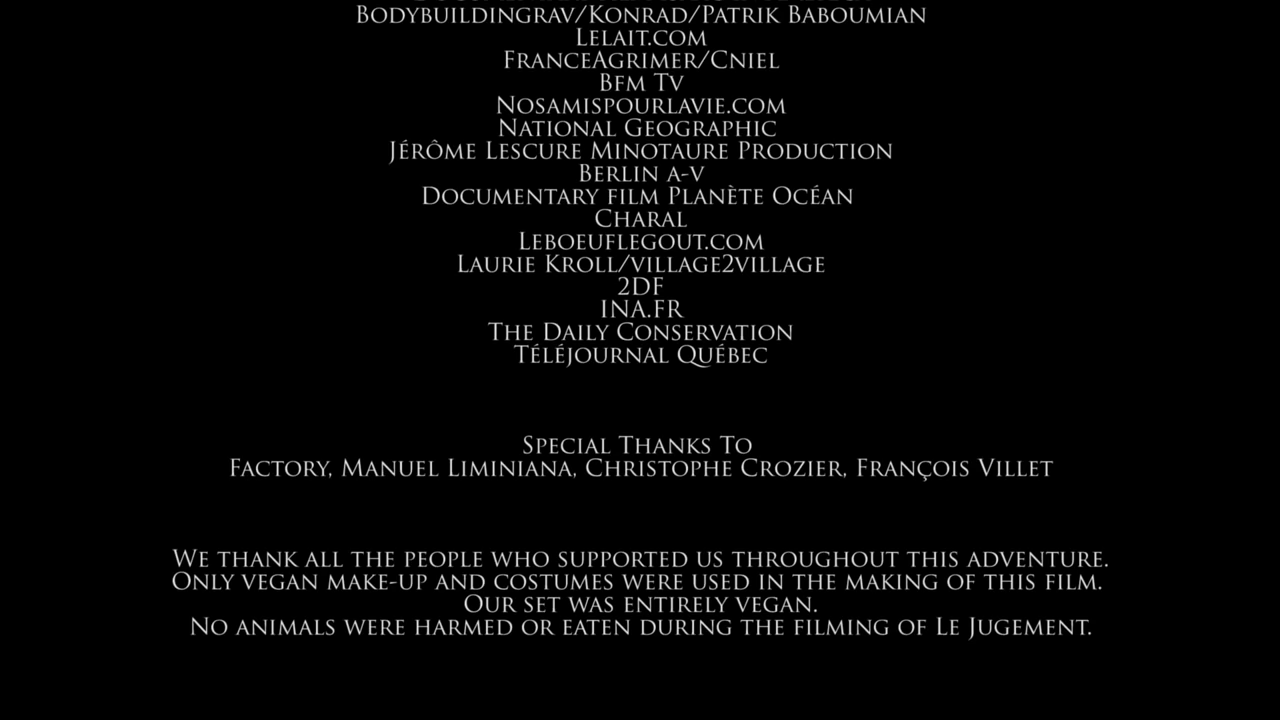 Bodybuildingrav/Konrad/Patrik Baboumian
Lelait.com
FranceAgrimer/Cniel
Bfm Tv
Nosamispourlavie.com
National Geographic
Jérôme Lescure Minotaure Production
Berlin a-v
Documentary film Planète Océan
Charal
Leboeuflegout.com
Laurie Kroll/village2village
2DF
INA.FR
The Daily Conservation
Téléjournal Québec
Special Thanks To
Factory, Manuel Liminiana, Christophe Crozier, François Villet
We thank all the people who supported us throughout this adventure.
Only vegan make-up and costumes were used in the making of this film.
Our set was entirely vegan.
No animals were harmed or eaten during the filming of Le Jugement.